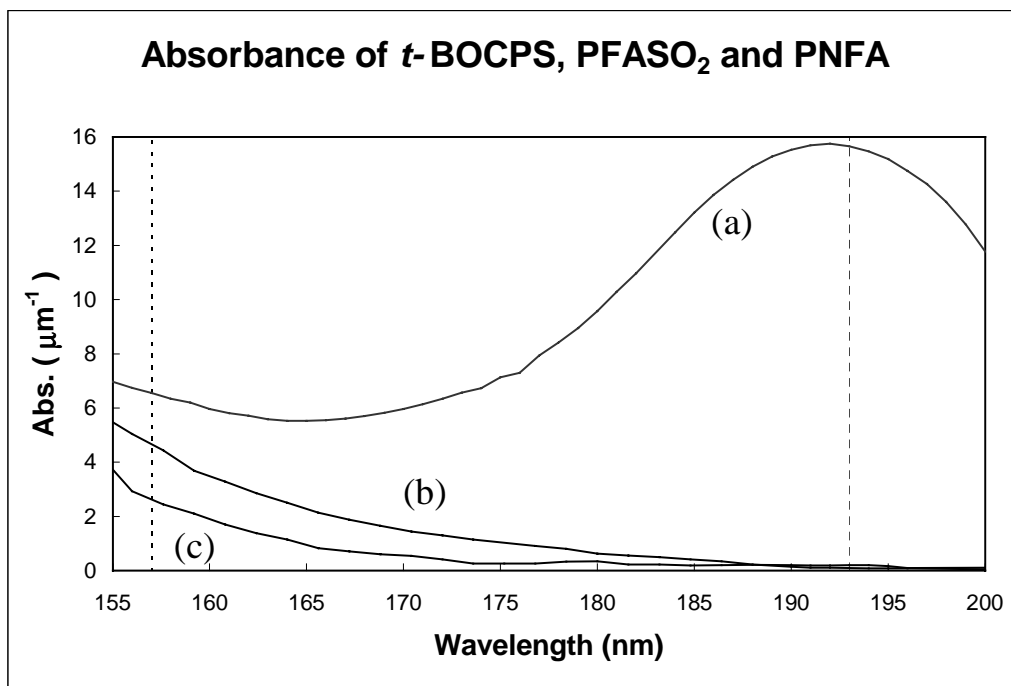 Absorbance of t-BOCPS, PFASO₂ and PNFA
16
14
12
10
8
6
4
2
0
Abs. ( μm⁻¹ )
(a)
(b)
(c)
155 160 165 170 175 180 185 190 195 200
Wavelength (nm)